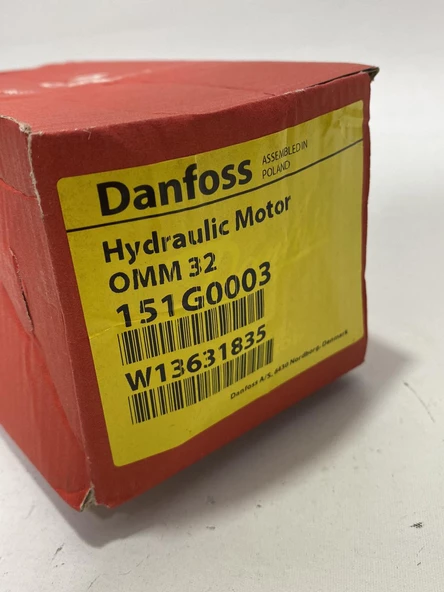 Danfoss
ASSEMBLED IN
POLAND
Hydraulic Motor
OMM 32
151G0003
W13631835
Danfoss A/S, 6430 Nordborg, Denmark